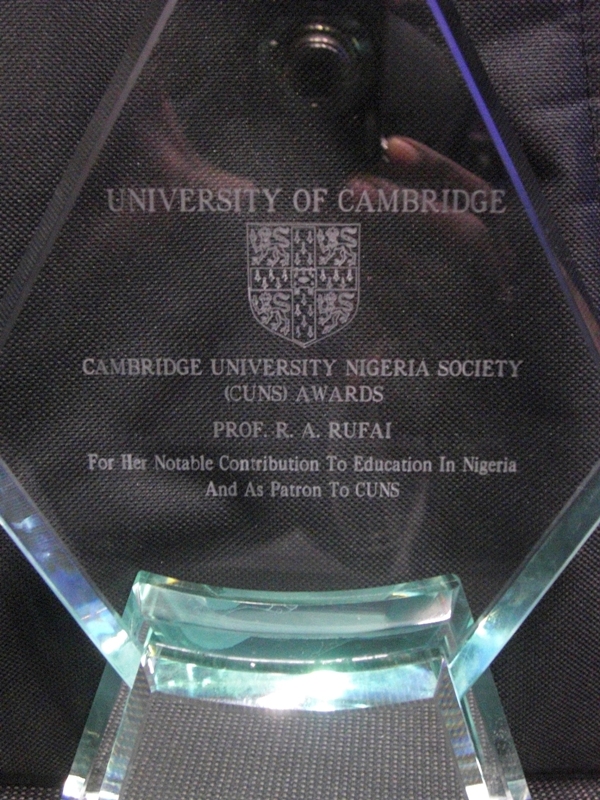 UNIVERSITY OF CAMBRIDGE
CAMBRIDGE UNIVERSITY NIGERIA SOCIETY
(CUNS) AWARDS
PROF. R. A. RUFAI
For Her Notable Contribution To Education In Nigeria
And As Patron To CUNS